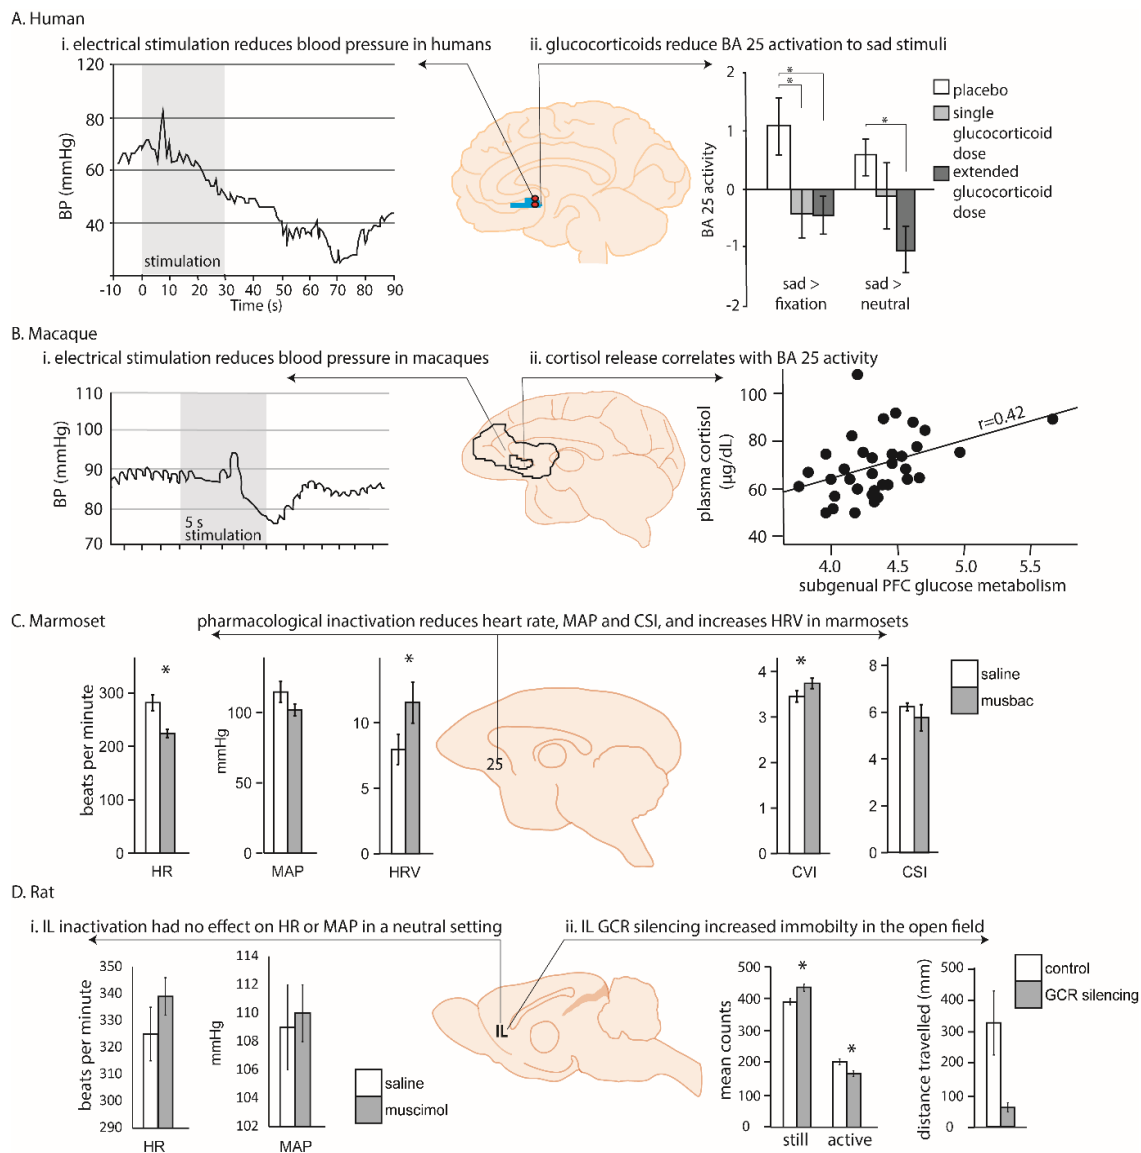 A. Human
i. electrical stimulation reduces blood pressure in humans
ii. glucocorticoids reduce BA 25 activation to sad stimuli
BP (mmHg)
120
80
60
40
stimulation
-10 0 10 20 30 40 50 60 70 80 90
Time (s)
BA 25 activity
2
1
0
-1
-2
*
*
*
sad >
fixation
sad >
neutral
placebo
single
glucocorticoid
dose
extended
glucocorticoid
dose
B. Macaque
i. electrical stimulation reduces blood pressure in macaques
ii. cortisol release correlates with BA 25 activity
BP (mmHg)
110
100
90
80
70
5 s
stimulation
plasma cortisol
(µg/dL)
100
80
60
40
r=0.42
4.0 4.5 5.0 5.5
subgenual PFC glucose metabolism
C. Marmoset
pharmacological inactivation reduces heart rate, MAP and CSI, and increases HRV in marmosets
beats per minute
300
200
100
0
*
HR
mmHg
100
50
0
MAP
10
5
0
*
HRV
25
4
3
2
1
0
*
CVI
8
6
4
2
0
CSI
saline
musbac
D. Rat
i. IL inactivation had no effect on HR or MAP in a neutral setting
ii. IL GCR silencing increased immobilty in the open field
beats per minute
350
340
330
320
310
300
290
HR
mmHg
114
112
110
108
106
104
102
MAP
saline
muscimol
IL
mean counts
500
400
300
200
100
0
*
*
still active
distance travelled (mm)
500
400
300
200
100
0
control
GCR silencing